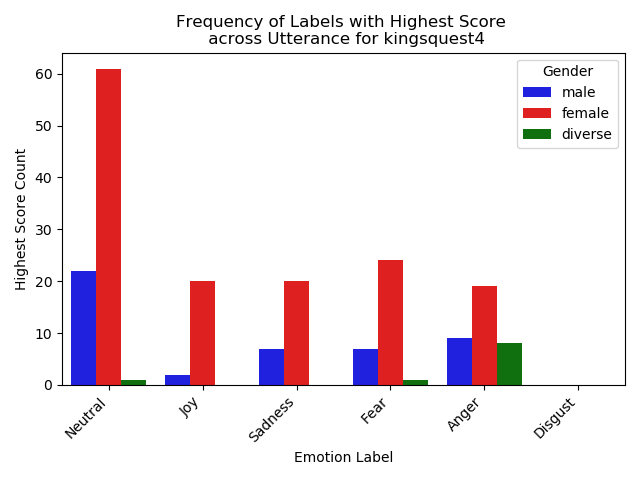 Frequency of Labels with Highest Score
across Utterance for kingsquest4
Gender
male
female
diverse
Highest Score Count
60
50
40
30
20
10
0
Neutral
Joy
Sadness
Fear
Anger
Disgust
Emotion Label